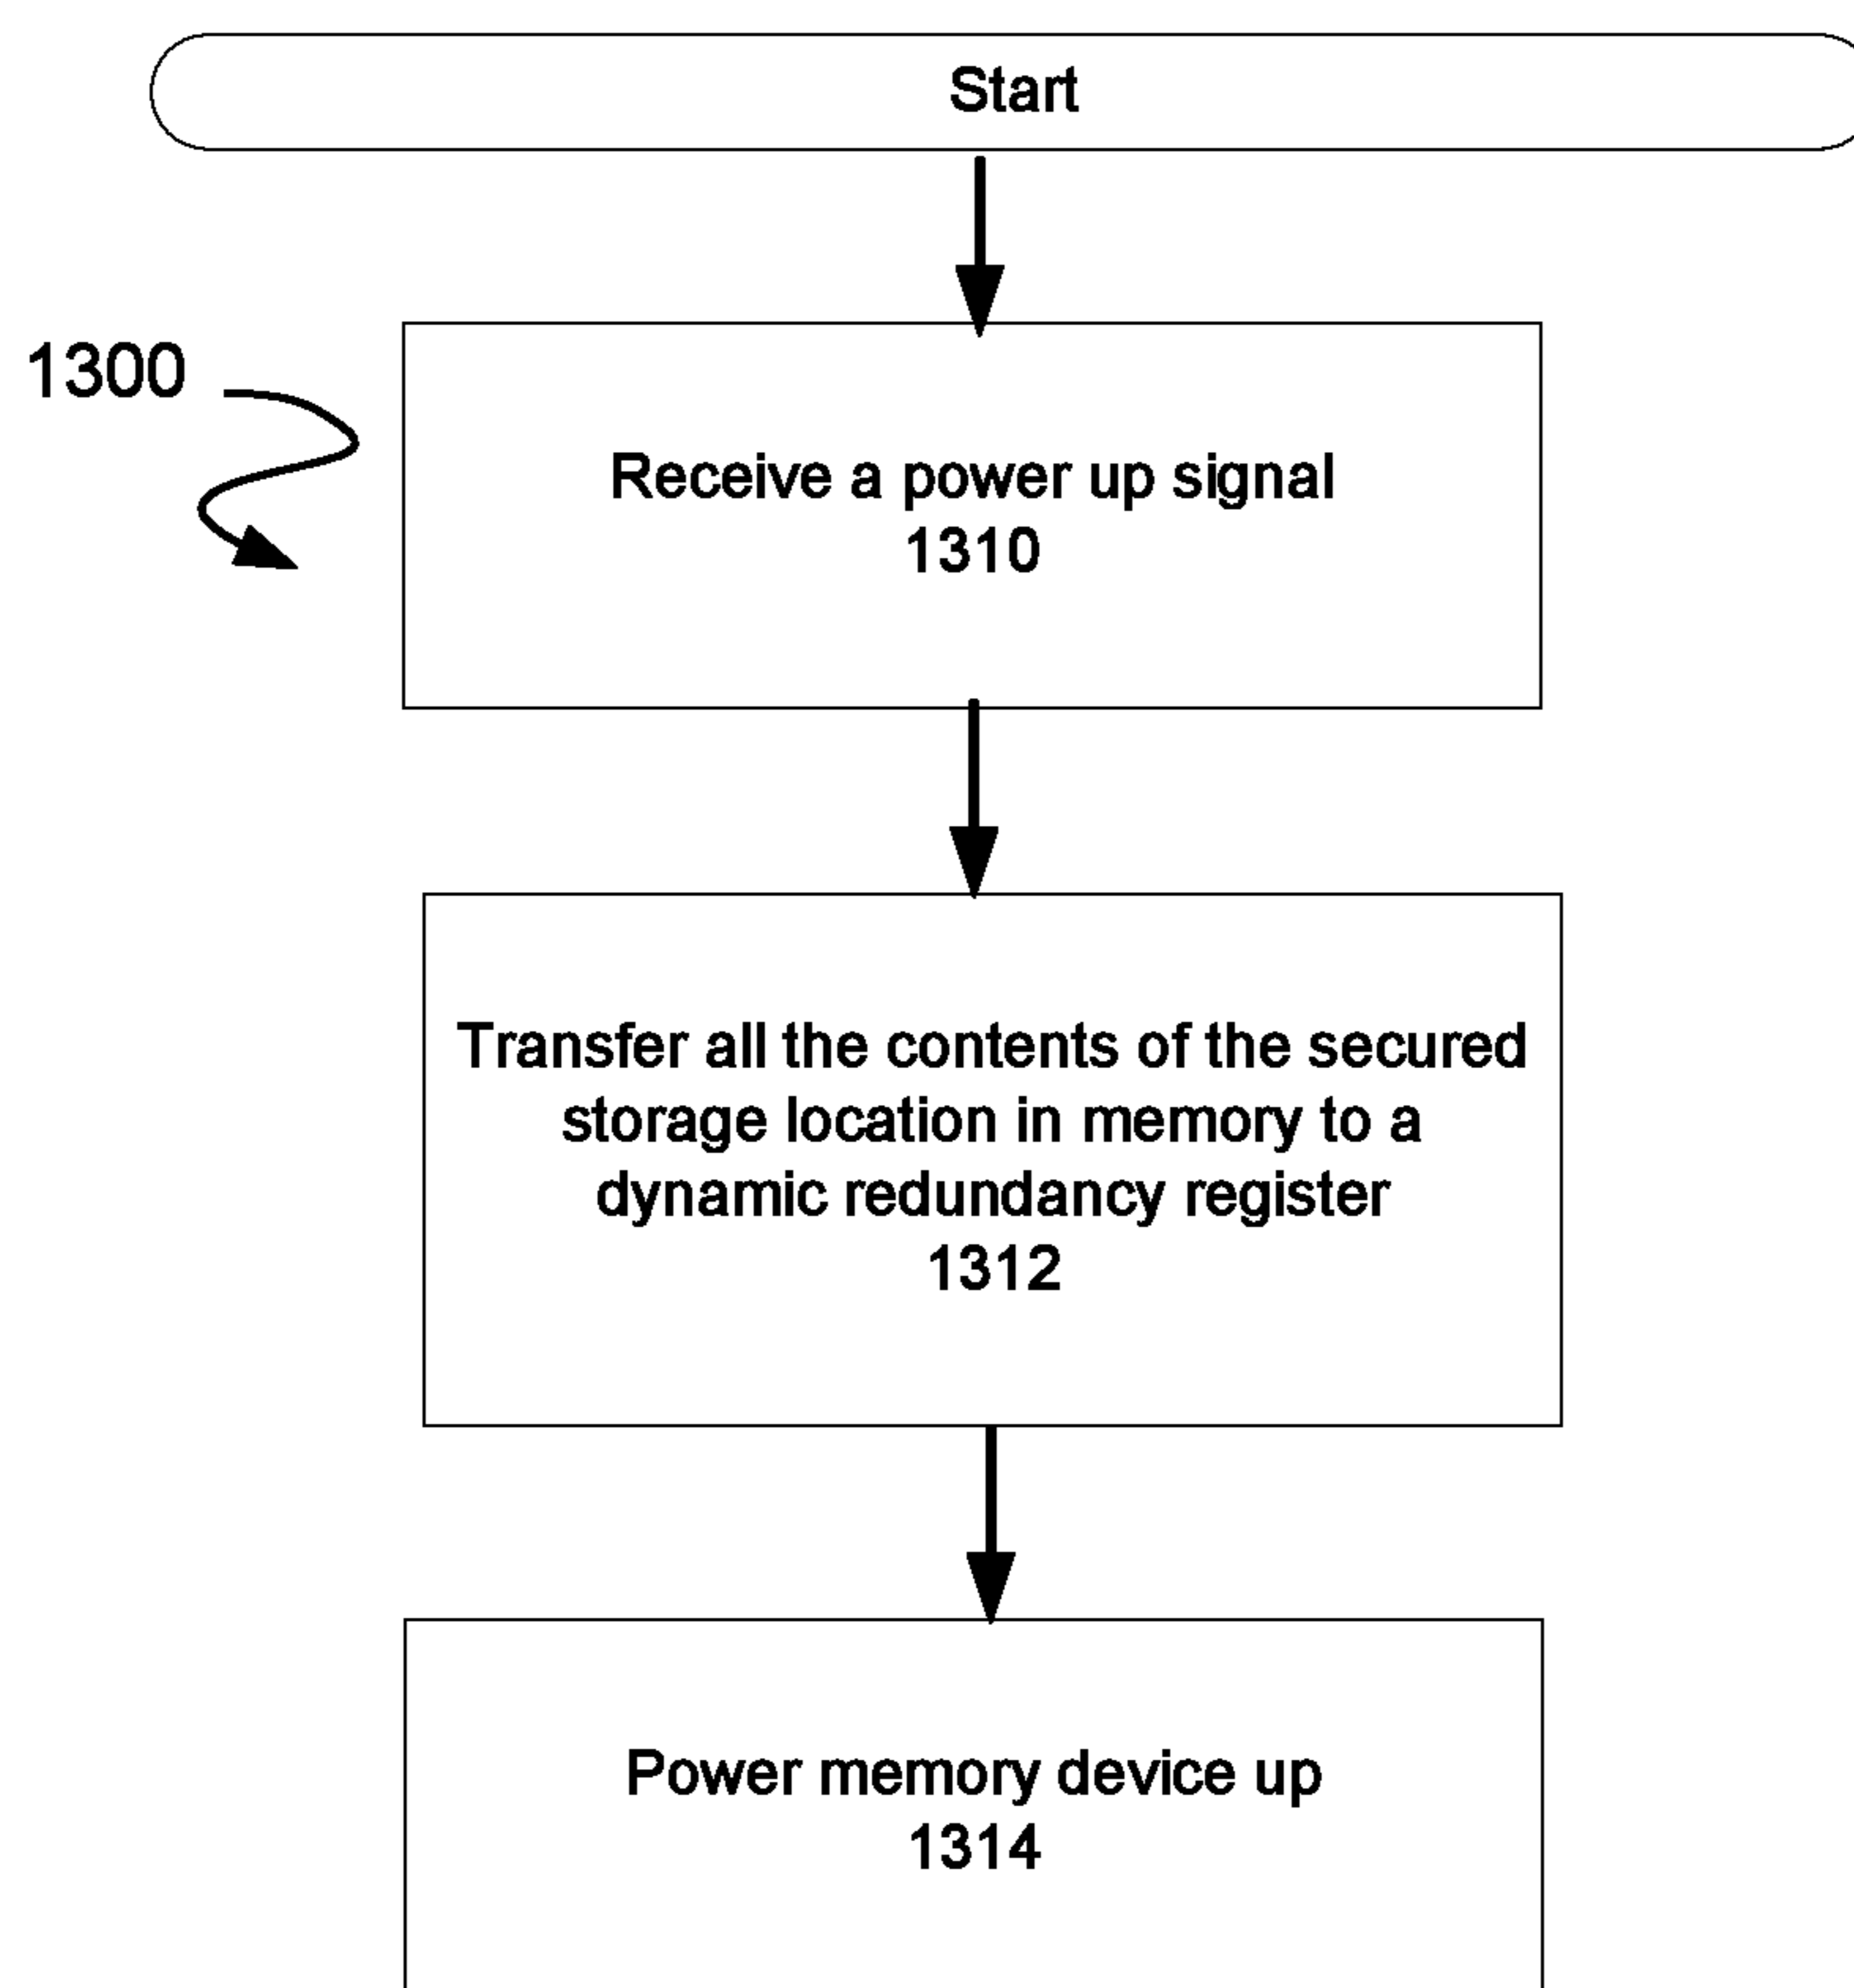 Start
1300
Receive a power up signal
1310
Transfer all the contents of the secured
storage location in memory to a
dynamic redundancy register
1312
Power memory device up
1314